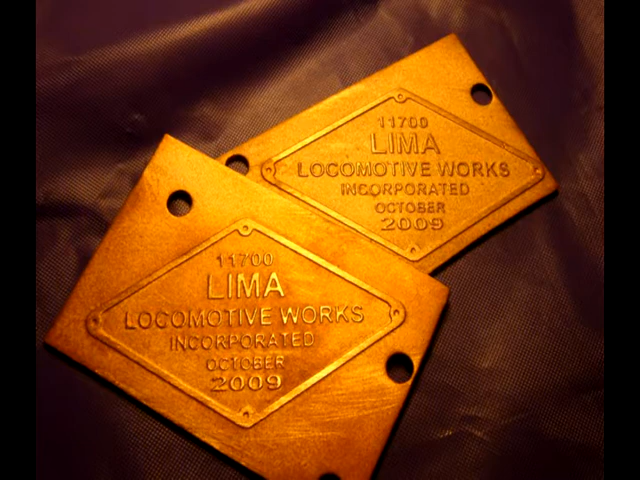 11700
LIMA
LOCOMOTIVE WORKS
INCORPORATED
OCTOBER
2009
11700
LIMA
LOCOMOTIVE WORKS
INCORPORATED
OCTOBER
2009